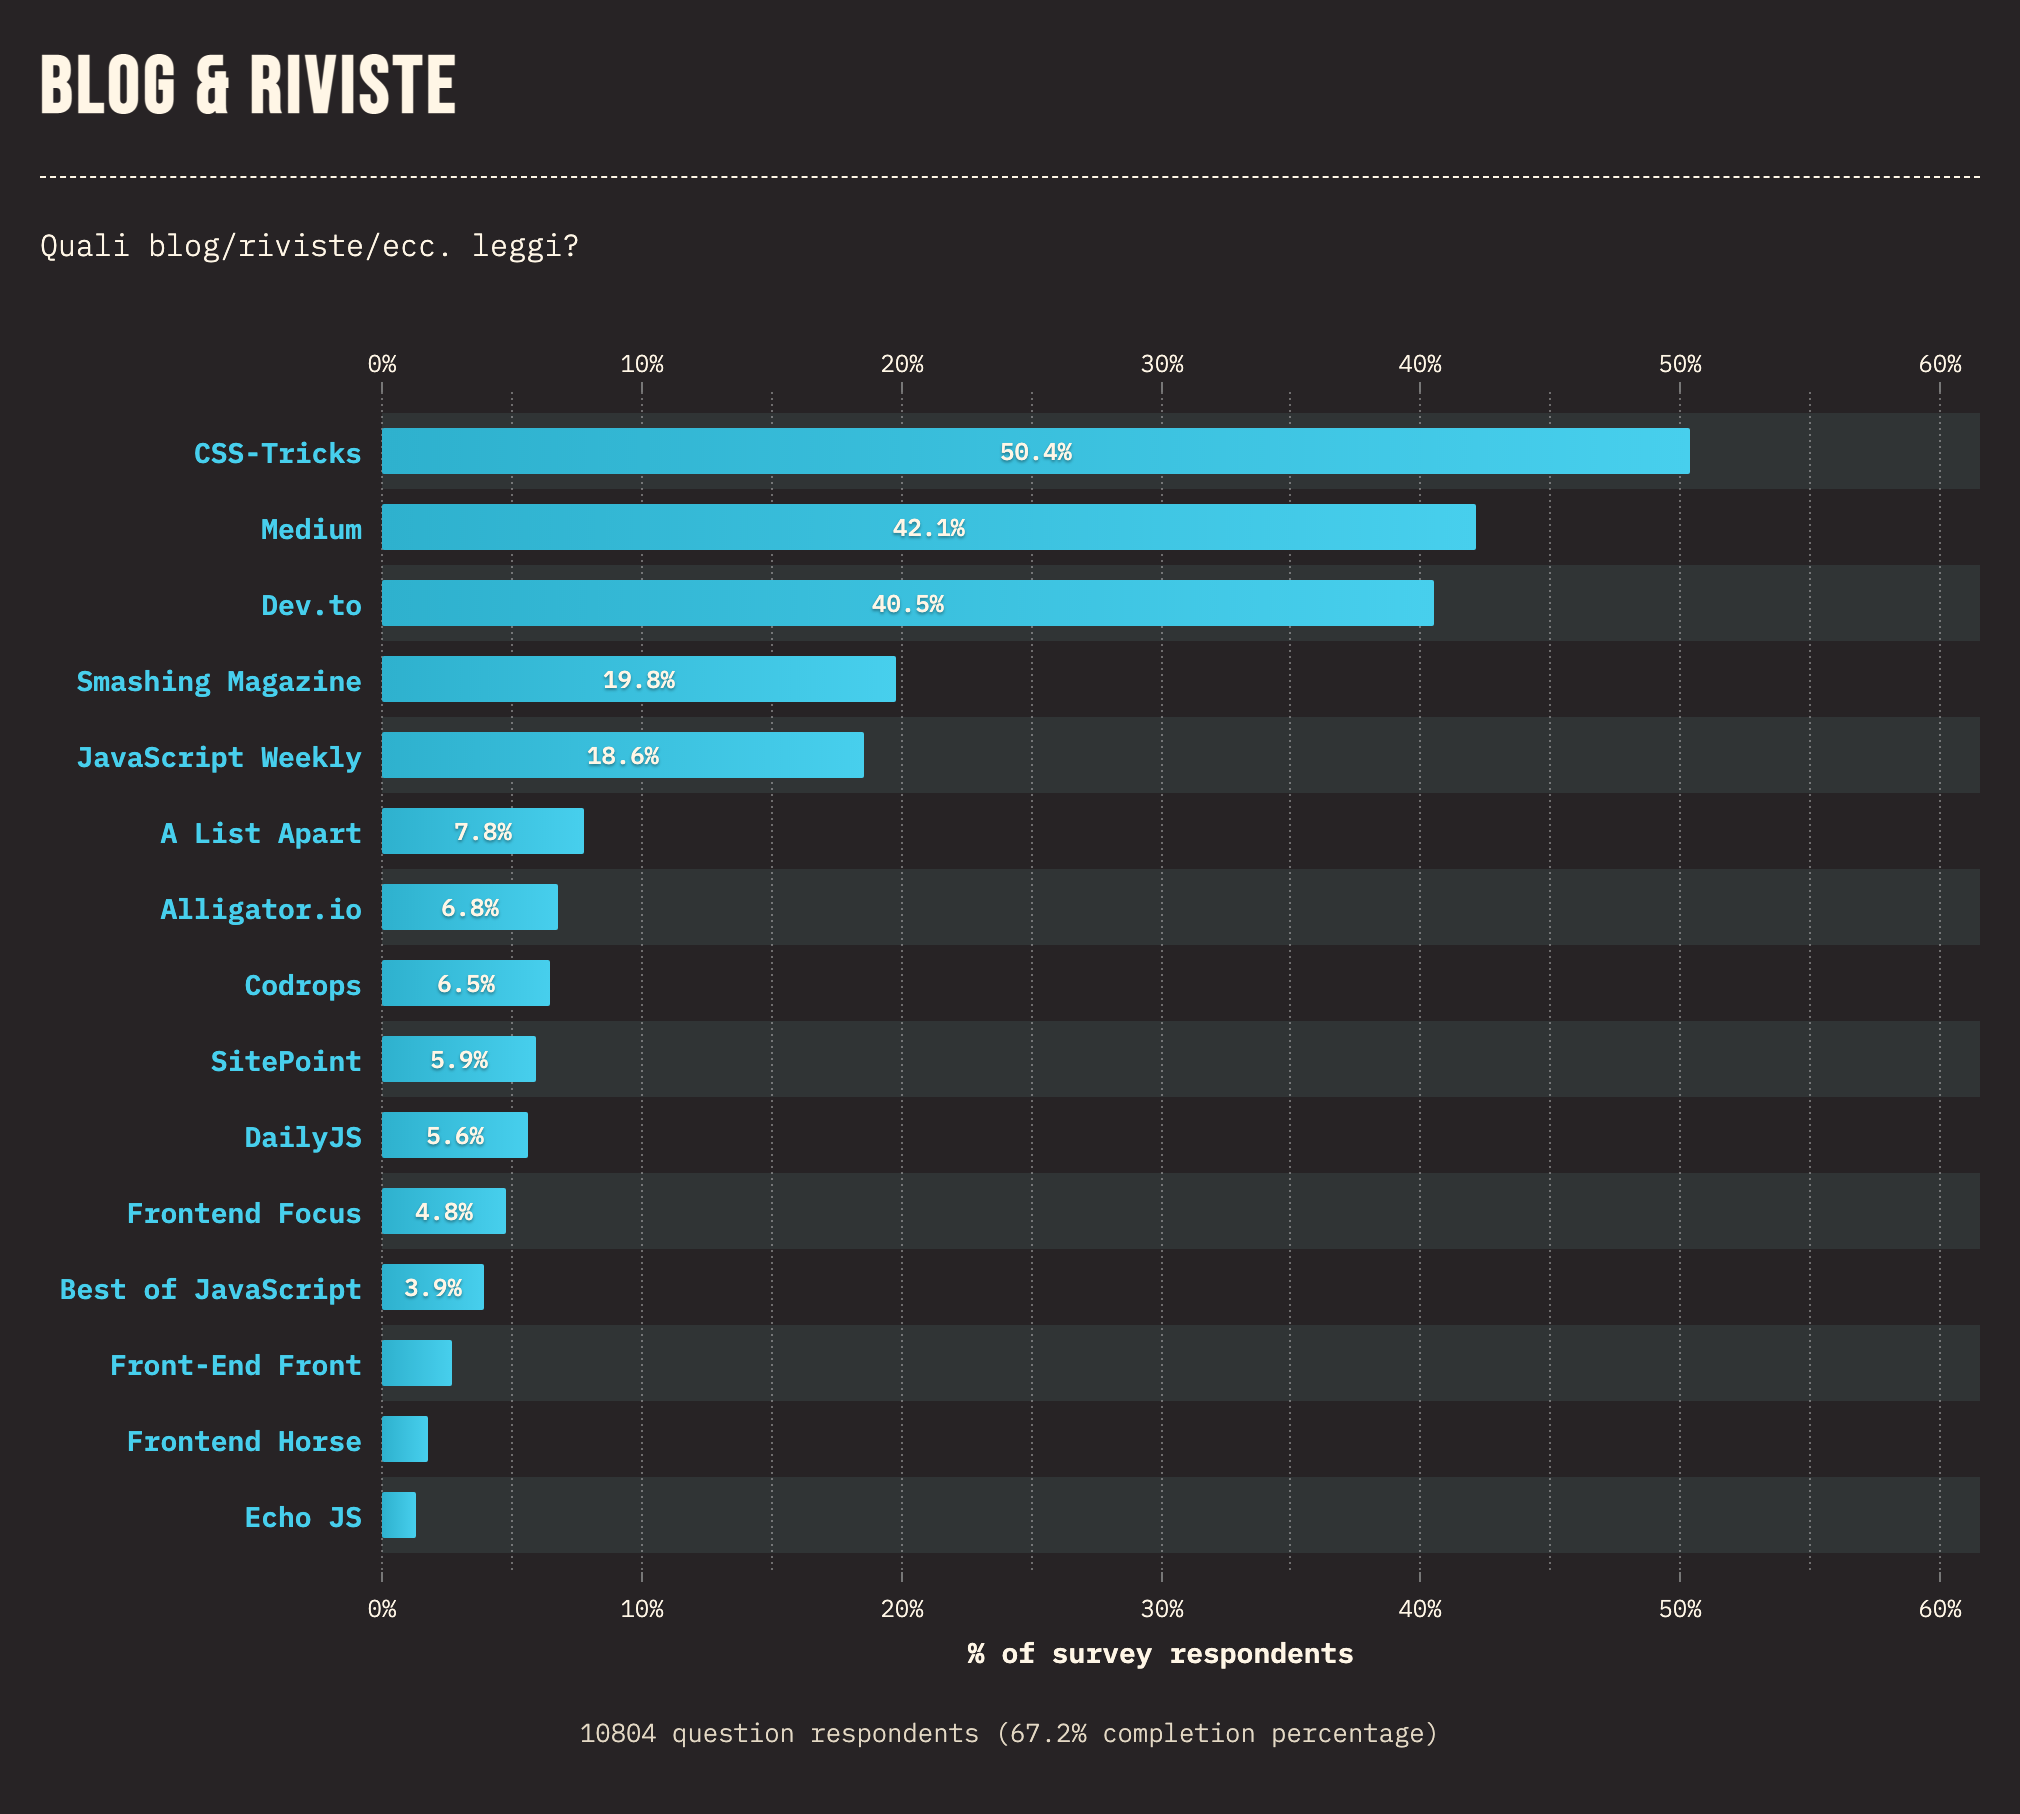 BLOG & RIVISTE
Quali blog/riviste/ecc. leggi?
0% 10% 20% 30% 40% 50% 60%
CSS-Tricks 50.4%
Medium 42.1%
Dev.to 40.5%
Smashing Magazine 19.8%
JavaScript Weekly 18.6%
A List Apart 7.8%
Alligator.io 6.8%
Codrops 6.5%
SitePoint 5.9%
DailyJS 5.6%
Frontend Focus 4.8%
Best of JavaScript 3.9%
Front-End Front
Frontend Horse
Echo JS
0% 10% 20% 30% 40% 50% 60%
% of survey respondents
10804 question respondents (67.2% completion percentage)